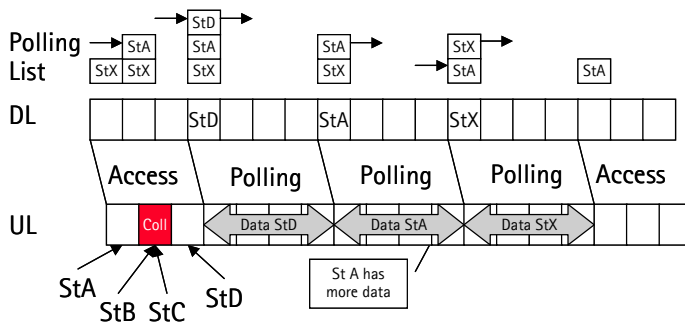 StD
Polling StA StA StA StX
List StX StX StX StX StA StA
DL StD StA StX
Access Polling Polling Polling Access
UL Coll Data StD Data StA Data StX
StA StB StC StD
St A has
more data